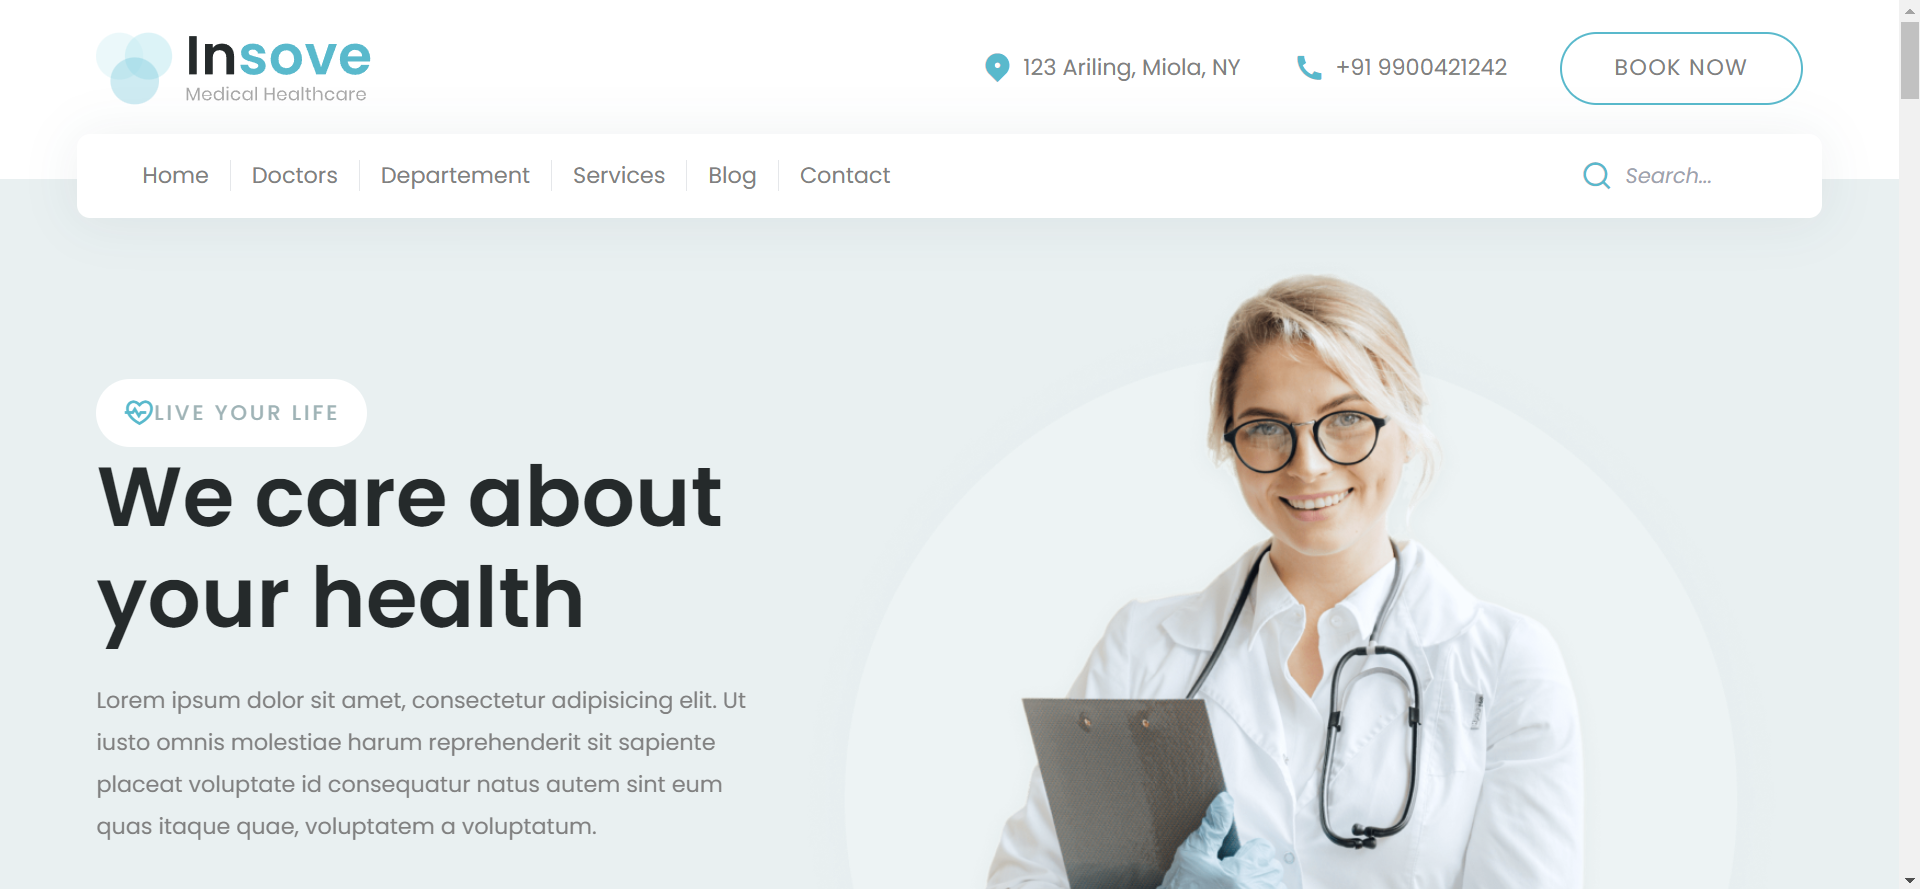 Insove
Medical Healthcare
123 Ariling, Miola, NY
+91 9900421242
BOOK NOW
Home
Doctors
Departement
Services
Blog
Contact
Search...
LIVE YOUR LIFE
We care about
your health
Lorem ipsum dolor sit amet, consectetur adipisicing elit. Ut
iusto omnis molestiae harum reprehenderit sit sapiente
placeat voluptate id consequatur natus autem sint eum
quas itaque quae, voluptatem a voluptatum.